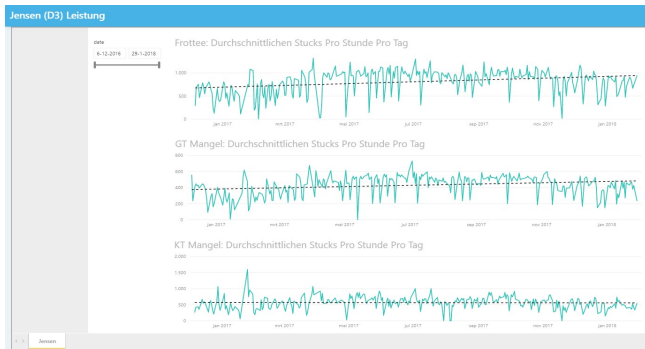 Jensen (D3) Leistung
date
6-12-2016 29-1-2018
Frottee: Durchschnittlichen Stucks Pro Stunde Pro Tag
1.000
500
0
jan 2017 mrt 2017 mei 2017 jul 2017 sep 2017 nov 2017 jan 2018
GT Mangel: Durchschnittlichen Stucks Pro Stunde Pro Tag
800
600
400
200
0
jan 2017 mrt 2017 mei 2017 jul 2017 sep 2017 nov 2017 jan 2018
KT Mangel: Durchschnittlichen Stucks Pro Stunde Pro Tag
2.000
1.500
1.000
500
0
jan 2017 mrt 2017 mei 2017 jul 2017 sep 2017 nov 2017 jan 2018
Jensen